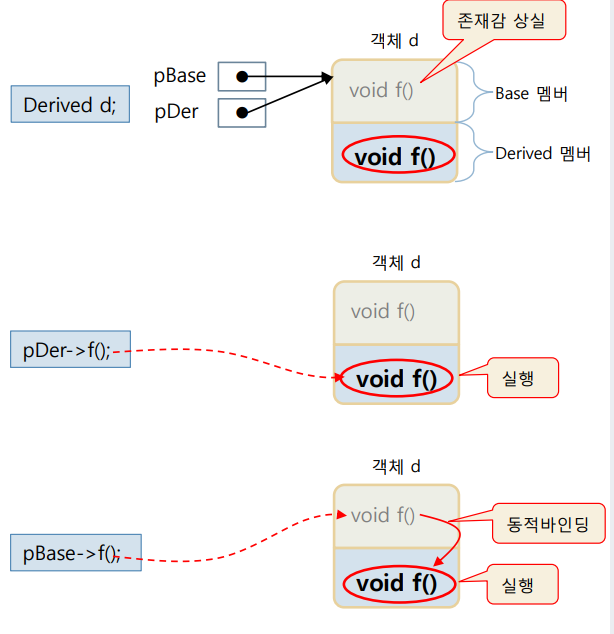 존재감 상실
객체 d
pBase
void f()
Base 멤버
Derived d;
pDer
void f()
Derived 멤버
객체 d
void f()
pDer->f();
void f()
실행
객체 d
void f()
동적바인딩
pBase->f();
void f()
실행